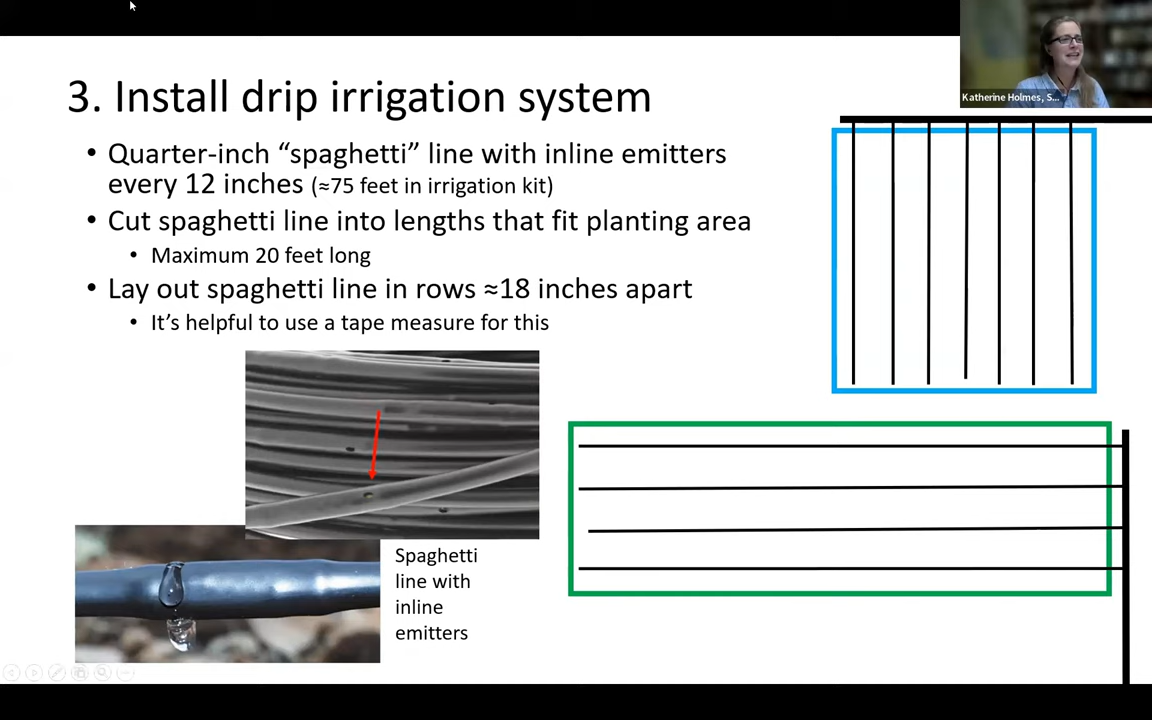 3. Install drip irrigation system
• Quarter-inch “spaghetti” line with inline emitters
every 12 inches (≈75 feet in irrigation kit)
• Cut spaghetti line into lengths that fit planting area
• Maximum 20 feet long
• Lay out spaghetti line in rows ≈18 inches apart
• It’s helpful to use a tape measure for this
Spaghetti
line with
inline
emitters
Katherine Holmes, S...